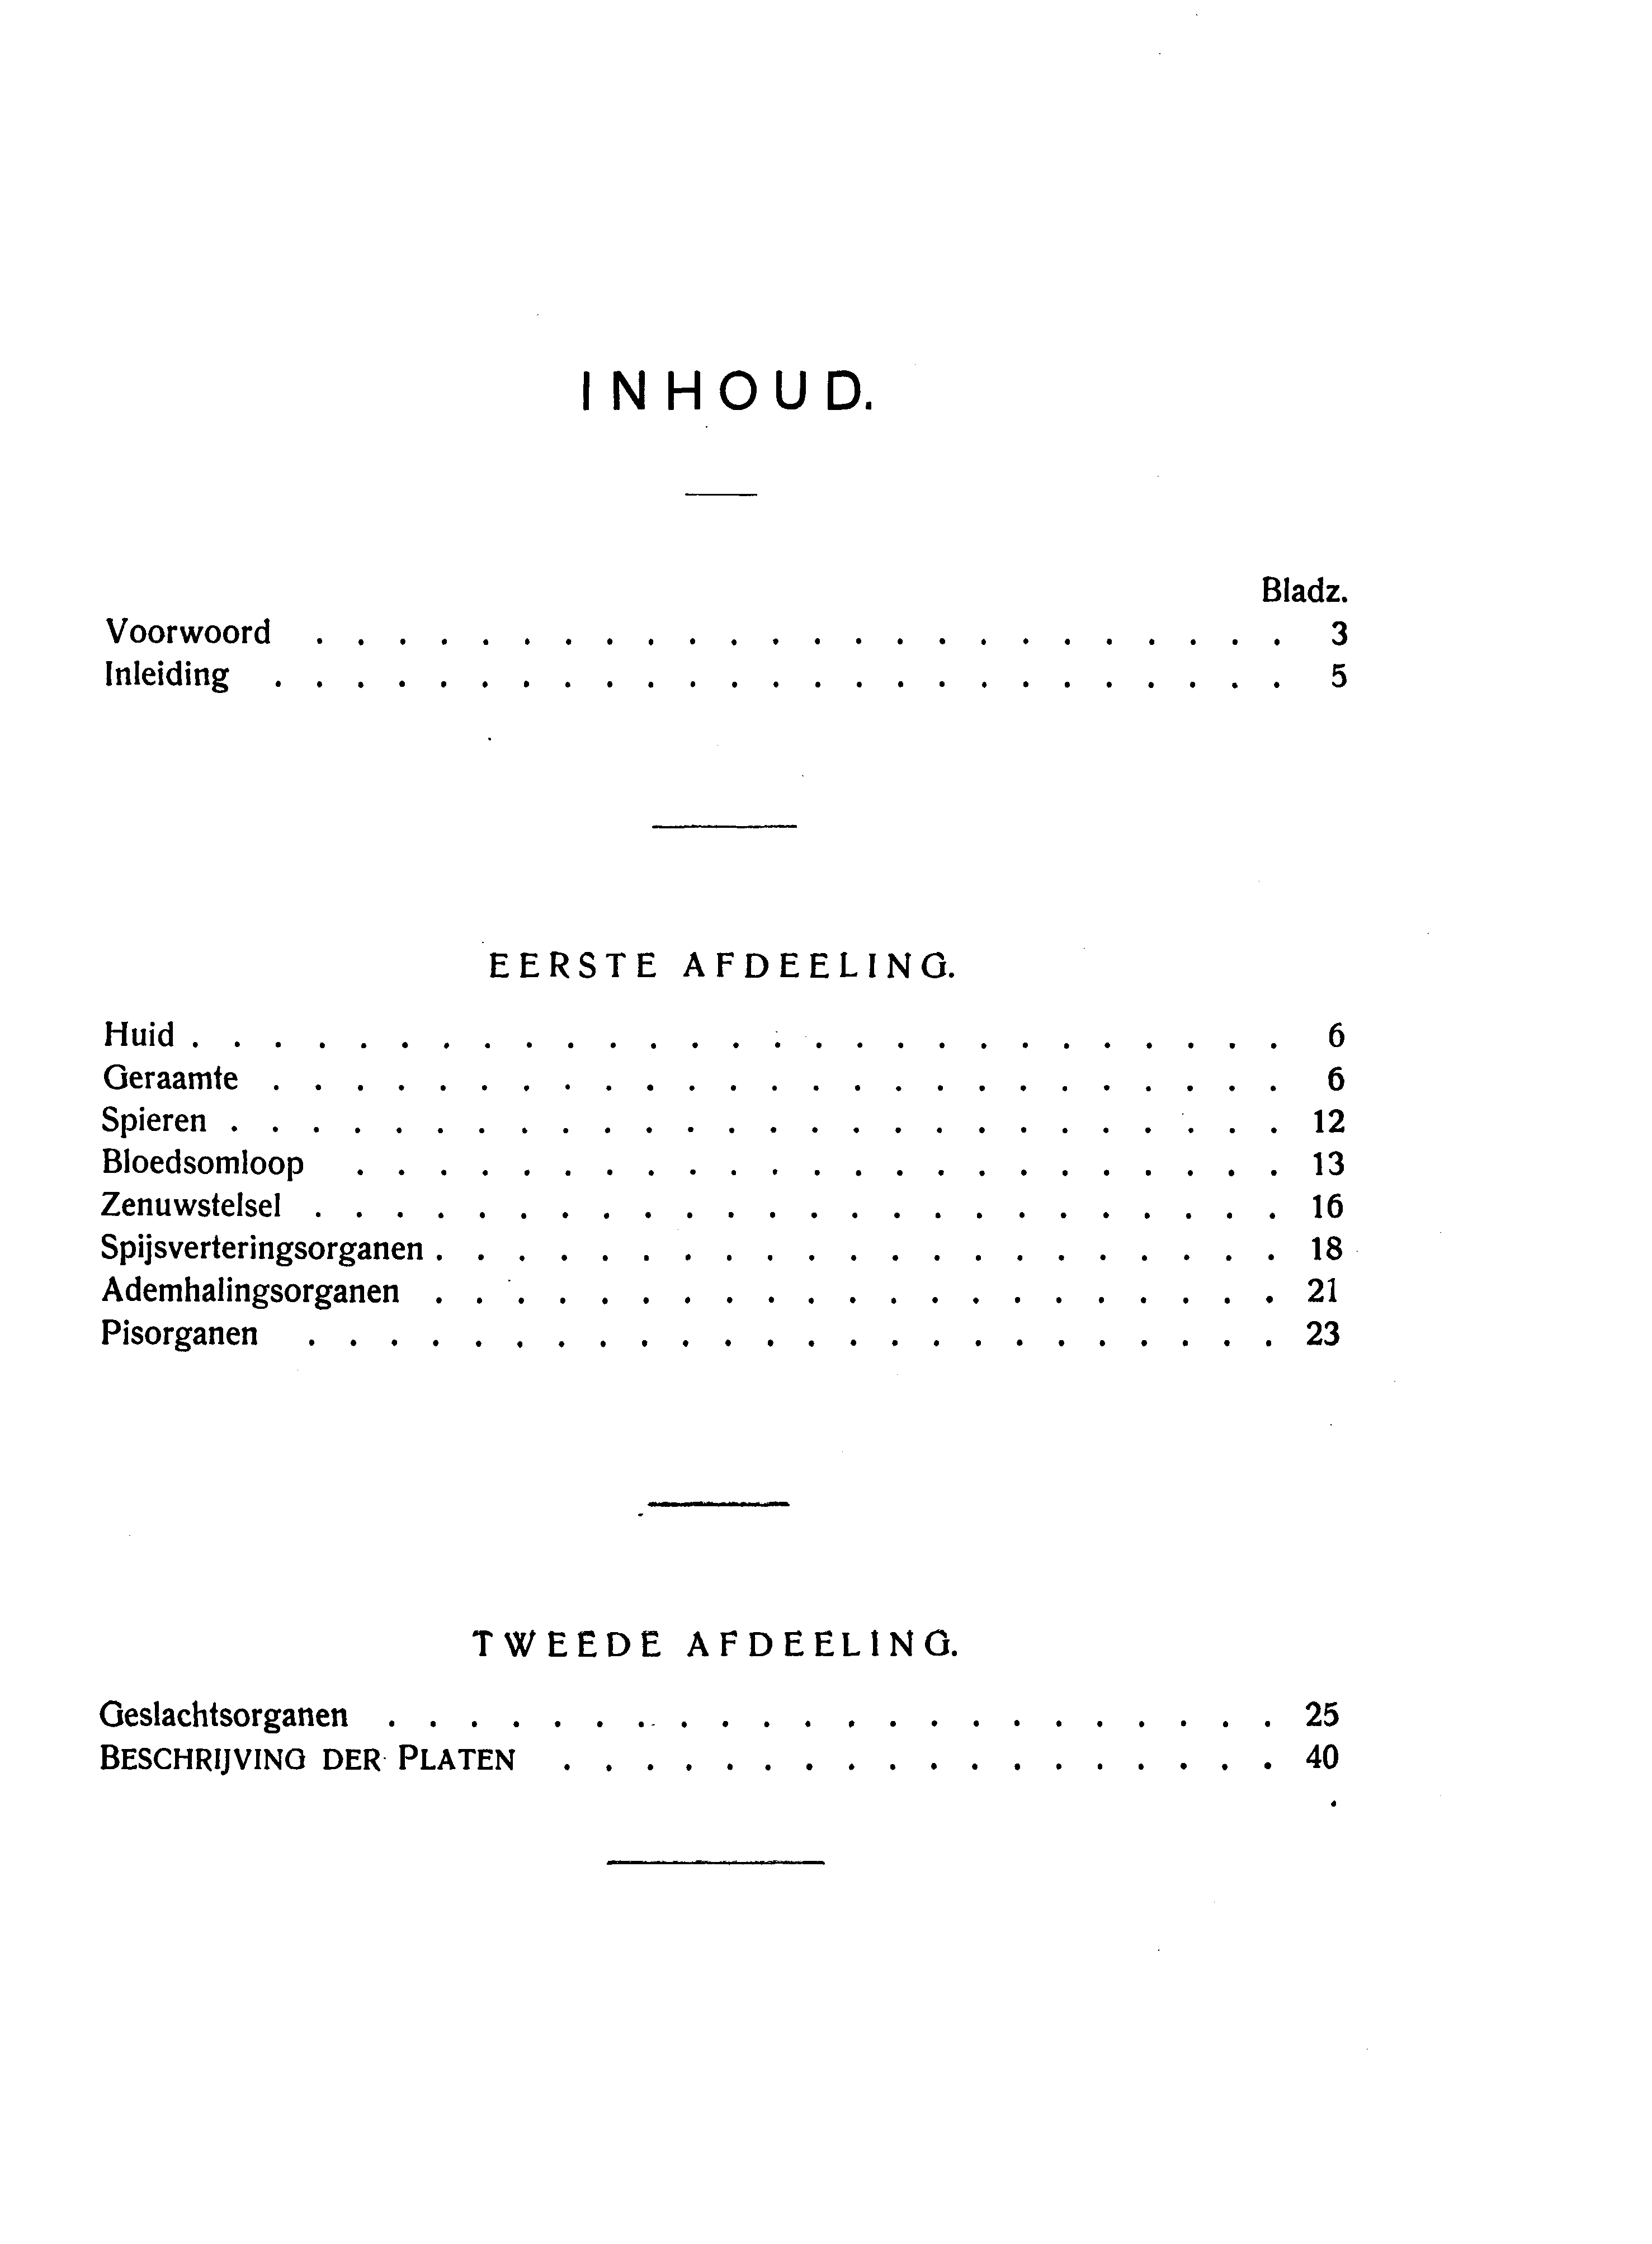 INHOUD.
Bladz.
Voorwoord . . . . . . . . . . . . . . . . . . . . . . . . 3
Inleiding . . . . . . . . . . . . . . . . . . . . . . . . . 5
EERSTE AFDEELING.
Huid . . . . . . . . . . . . . . . . . . . . . . . . . . . 6
Geraamte . . . . . . . . . . . . . . . . . . . . . . . . . 6
Spieren . . . . . . . . . . . . . . . . . . . . . . . . . . 12
Bloedsomloop . . . . . . . . . . . . . . . . . . . . . . . 13
Zenuwstelsel . . . . . . . . . . . . . . . . . . . . . . . . 16
Spijsverteringsorganen . . . . . . . . . . . . . . . . . . . . . 18
Ademhalingsorganen . . . . . . . . . . . . . . . . . . . . . 21
Pisorganen . . . . . . . . . . . . . . . . . . . . . . . . 23
TWEEDE AFDEELING.
Geslachtsorganen . . . . . . . . . . . . . . . . . . . . . . 25
BESCHRIJVING DER PLATEN . . . . . . . . . . . . . . . . . . 40